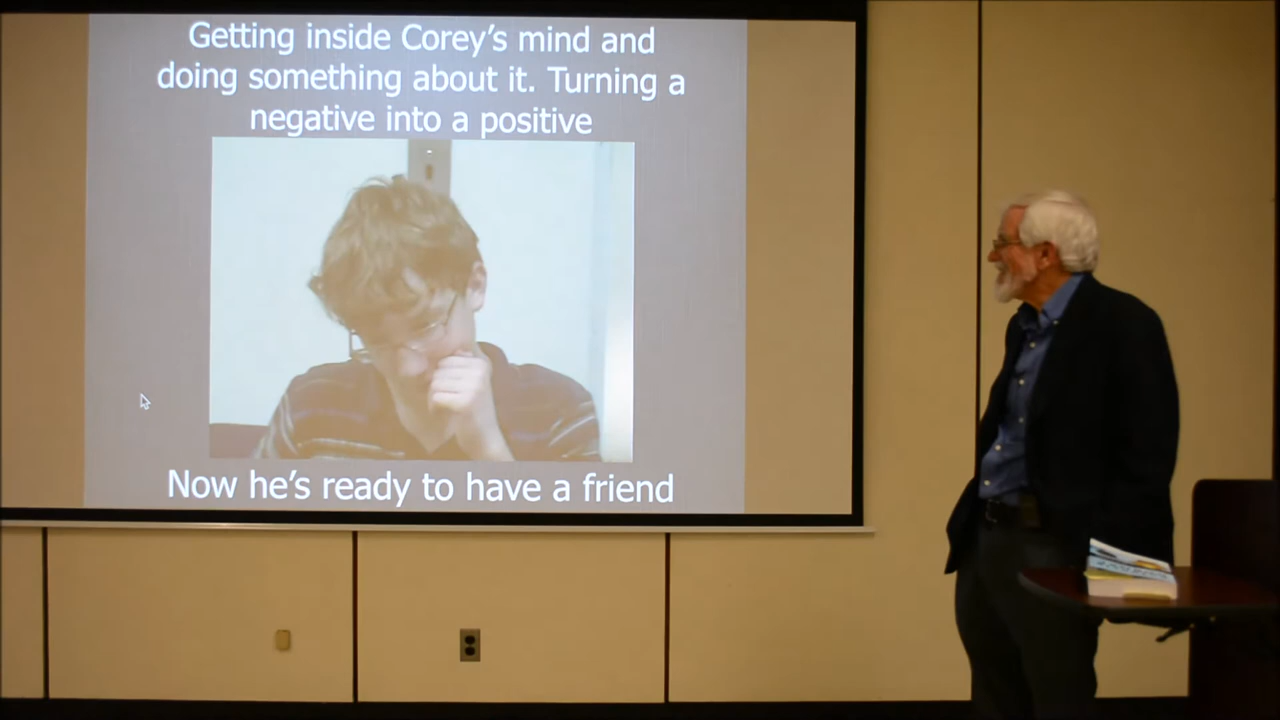 Getting inside Corey's mind and
doing something about it. Turning a
negative into a positive
Now he's ready to have a friend